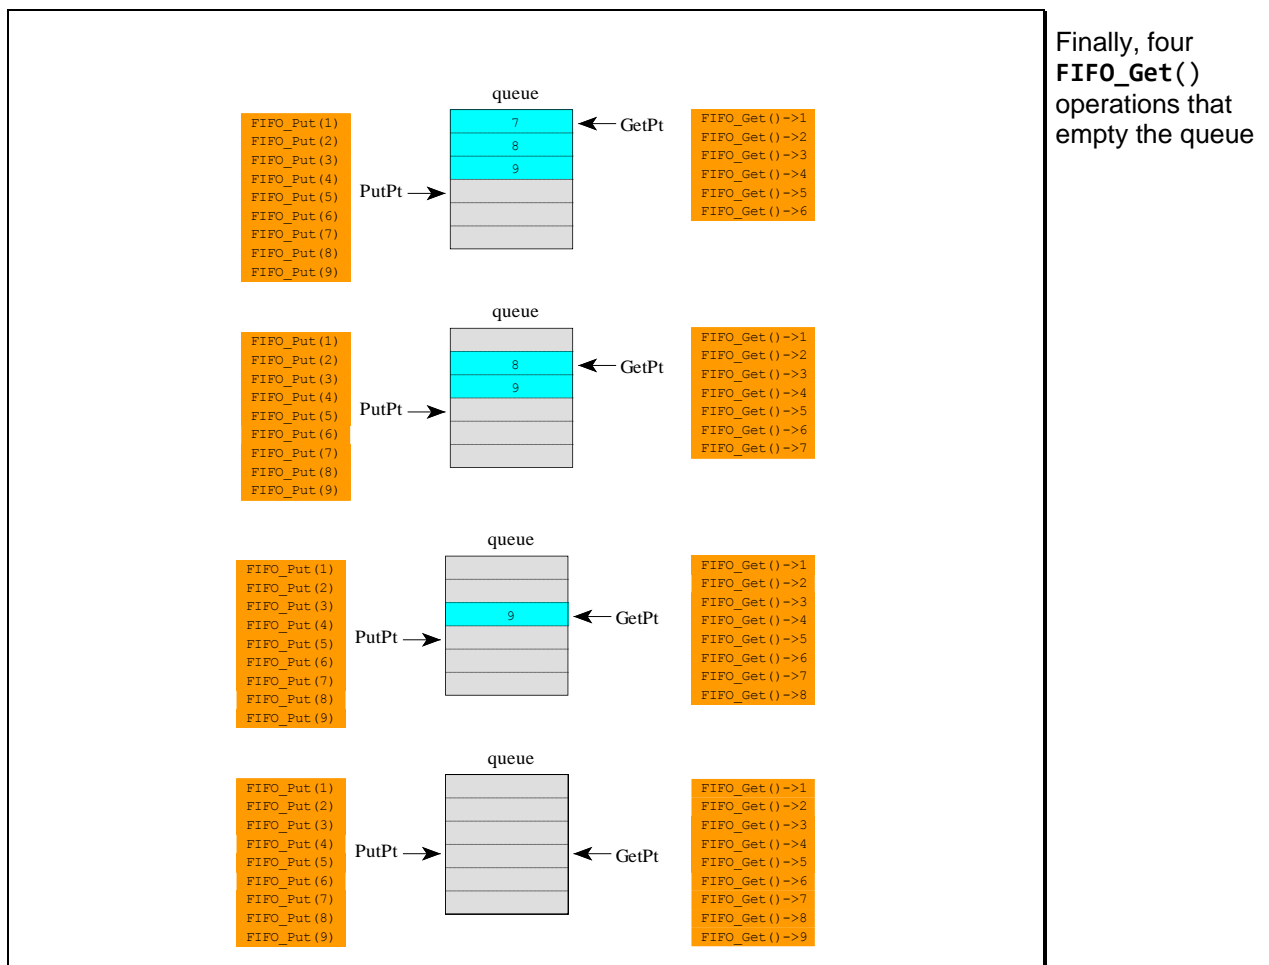 queue
FIFO_Put(1)
FIFO_Put(2)
FIFO_Put(3)
FIFO_Put(4)
FIFO_Put(5)
FIFO_Put(6)
FIFO_Put(7)
FIFO_Put(8)
FIFO_Put(9)
PutPt
7
8
9
GetPt
FIFO_Get()->1
FIFO_Get()->2
FIFO_Get()->3
FIFO_Get()->4
FIFO_Get()->5
FIFO_Get()->6
queue
FIFO_Put(1)
FIFO_Put(2)
FIFO_Put(3)
FIFO_Put(4)
FIFO_Put(5)
FIFO_Put(6)
FIFO_Put(7)
FIFO_Put(8)
FIFO_Put(9)
PutPt
8
9
GetPt
FIFO_Get()->1
FIFO_Get()->2
FIFO_Get()->3
FIFO_Get()->4
FIFO_Get()->5
FIFO_Get()->6
FIFO_Get()->7
queue
FIFO_Put(1)
FIFO_Put(2)
FIFO_Put(3)
FIFO_Put(4)
FIFO_Put(5)
FIFO_Put(6)
FIFO_Put(7)
FIFO_Put(8)
FIFO_Put(9)
PutPt
9
GetPt
FIFO_Get()->1
FIFO_Get()->2
FIFO_Get()->3
FIFO_Get()->4
FIFO_Get()->5
FIFO_Get()->6
FIFO_Get()->7
FIFO_Get()->8
queue
FIFO_Put(1)
FIFO_Put(2)
FIFO_Put(3)
FIFO_Put(4)
FIFO_Put(5)
FIFO_Put(6)
FIFO_Put(7)
FIFO_Put(8)
FIFO_Put(9)
PutPt
GetPt
FIFO_Get()->1
FIFO_Get()->2
FIFO_Get()->3
FIFO_Get()->4
FIFO_Get()->5
FIFO_Get()->6
FIFO_Get()->7
FIFO_Get()->8
FIFO_Get()->9
Finally, four
FIFO_Get()
operations that
empty the queue